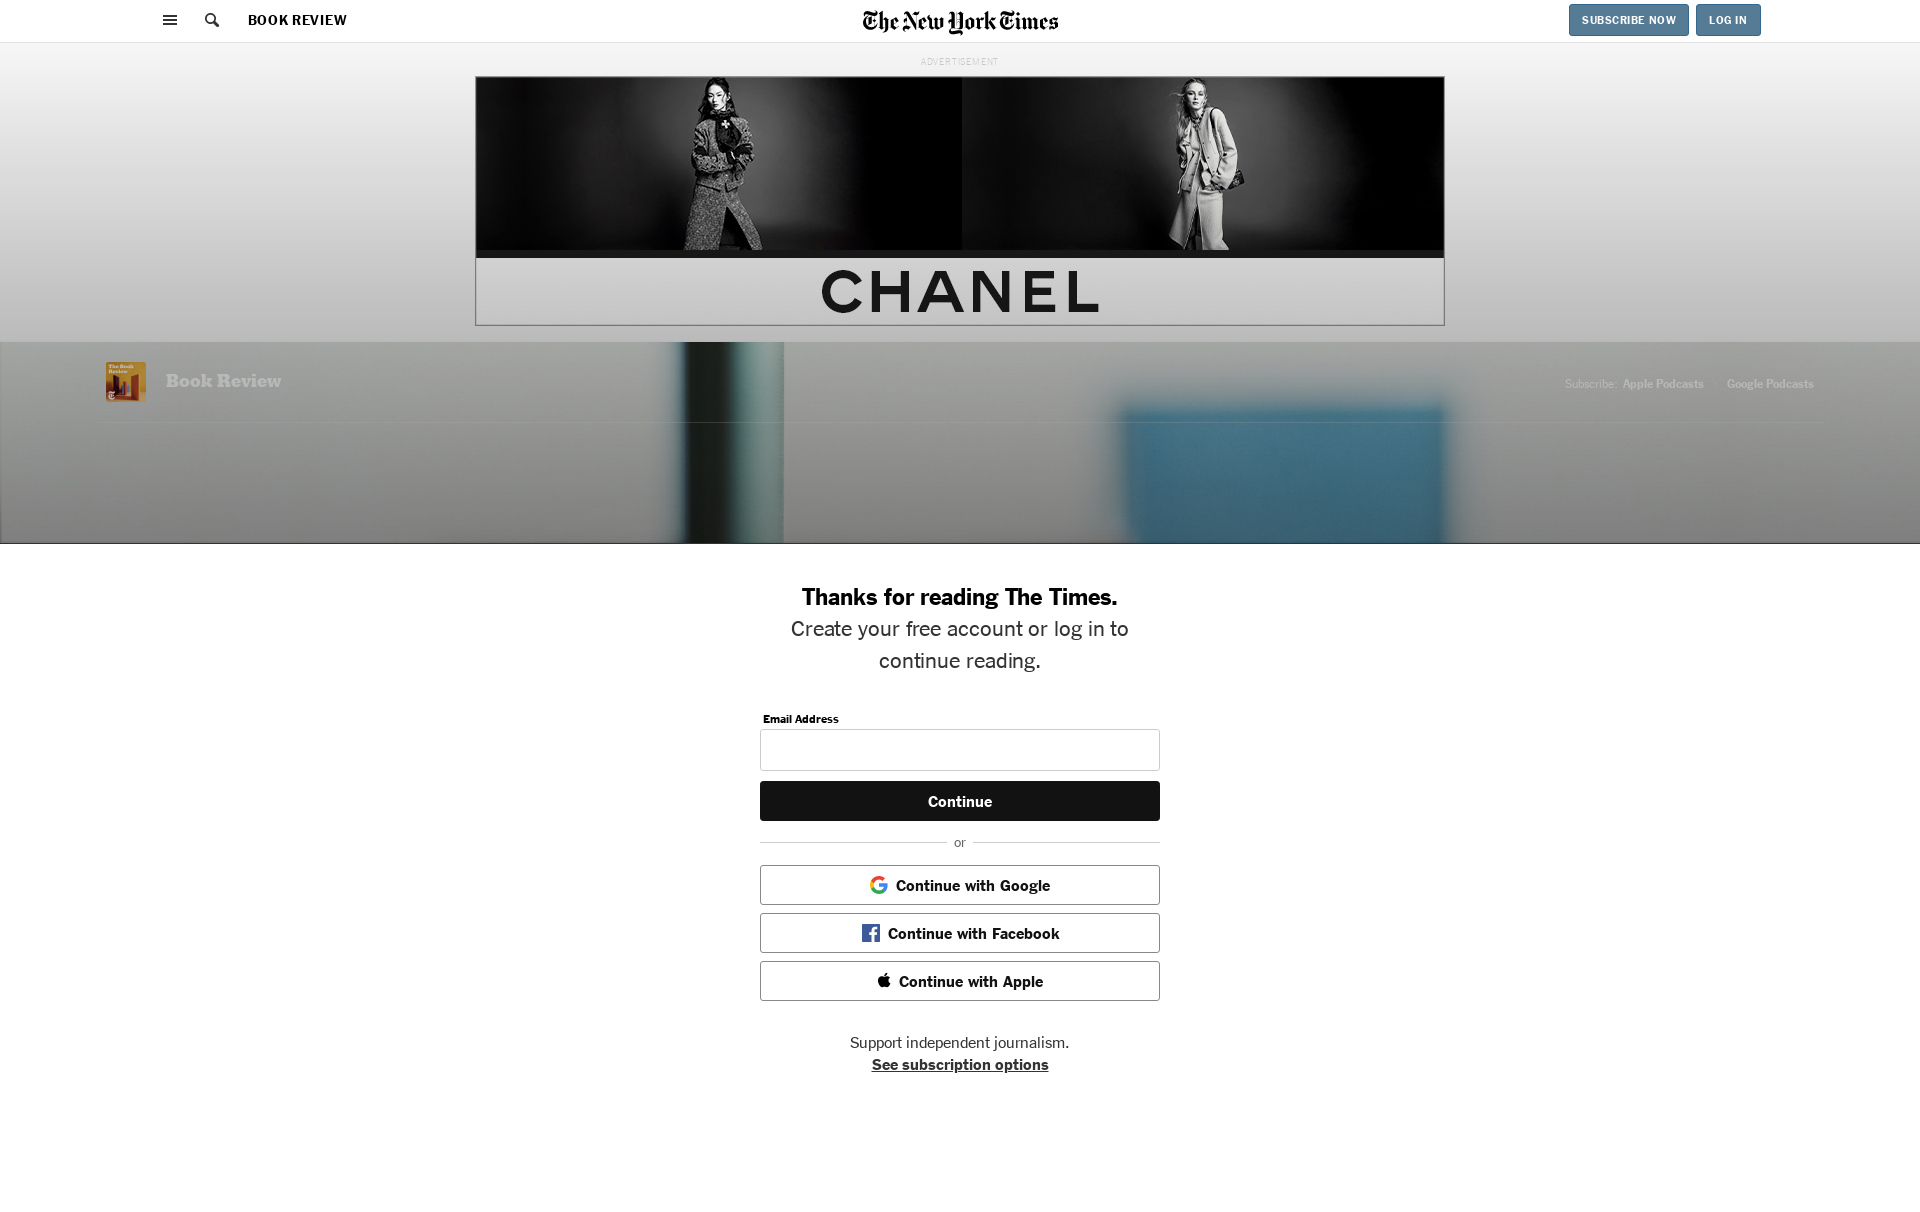 BOOK REVIEW
The New York Times
SUBSCRIBE NOW
LOG IN
ADVERTISEMENT
CHANEL
The Book
Review
Book Review
Subscribe:
Apple Podcasts
Google Podcasts
Thanks for reading The Times.
Create your free account or log in to
continue reading.
Email Address
Continue
or
Continue with Google
Continue with Facebook
Continue with Apple
Support independent journalism.
See subscription options